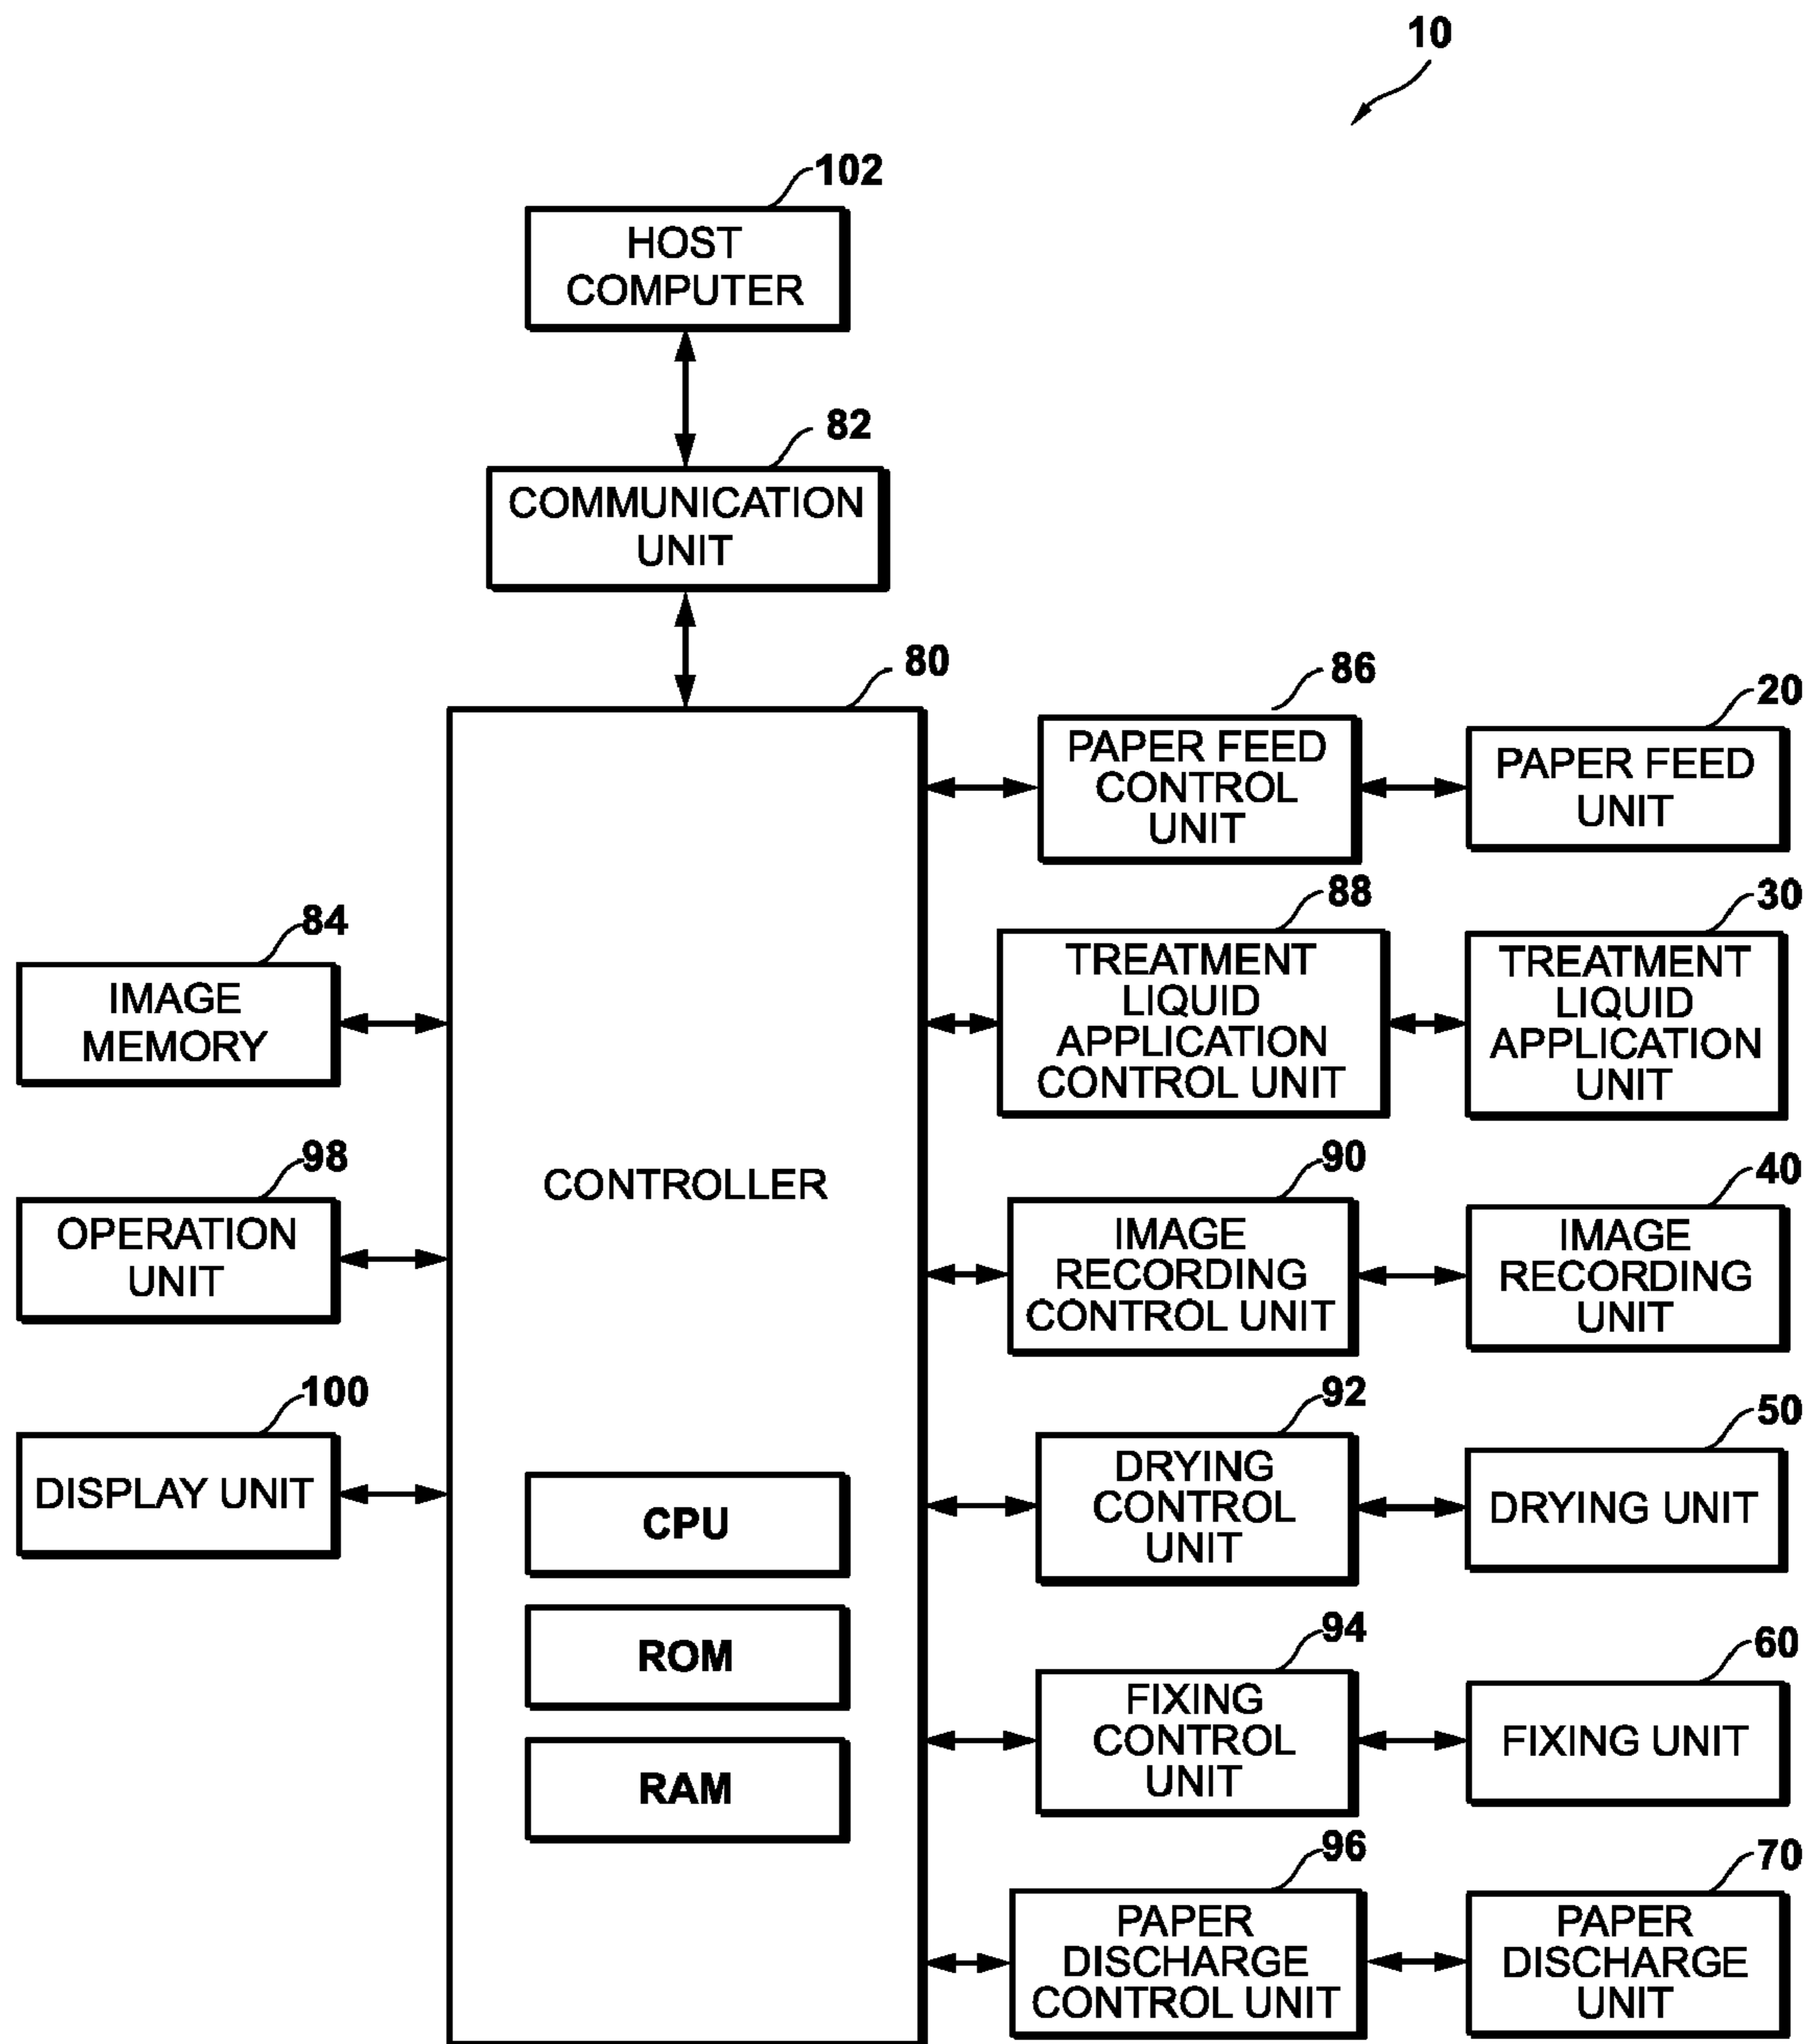 10
102
HOST
COMPUTER
82
COMMUNICATION
UNIT
80
CONTROLLER
CPU
ROM
RAM
84
IMAGE
MEMORY
98
OPERATION
UNIT
100
DISPLAY UNIT
86
PAPER FEED
CONTROL
UNIT
20
PAPER FEED
UNIT
88
TREATMENT
LIQUID
APPLICATION
CONTROL UNIT
30
TREATMENT
LIQUID
APPLICATION
UNIT
90
IMAGE
RECORDING
CONTROL UNIT
40
IMAGE
RECORDING
UNIT
92
DRYING
CONTROL
UNIT
50
DRYING UNIT
94
FIXING
CONTROL
UNIT
60
FIXING UNIT
96
PAPER
DISCHARGE
CONTROL UNIT
70
PAPER
DISCHARGE
UNIT